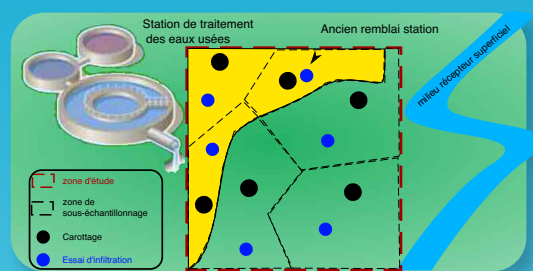 Station de traitement
des eaux usées
Ancien remblai station
milieu récepteur superficiel
zone d'étude
zone de
sous-échantillonnage
Carottage
Essai d'infiltration